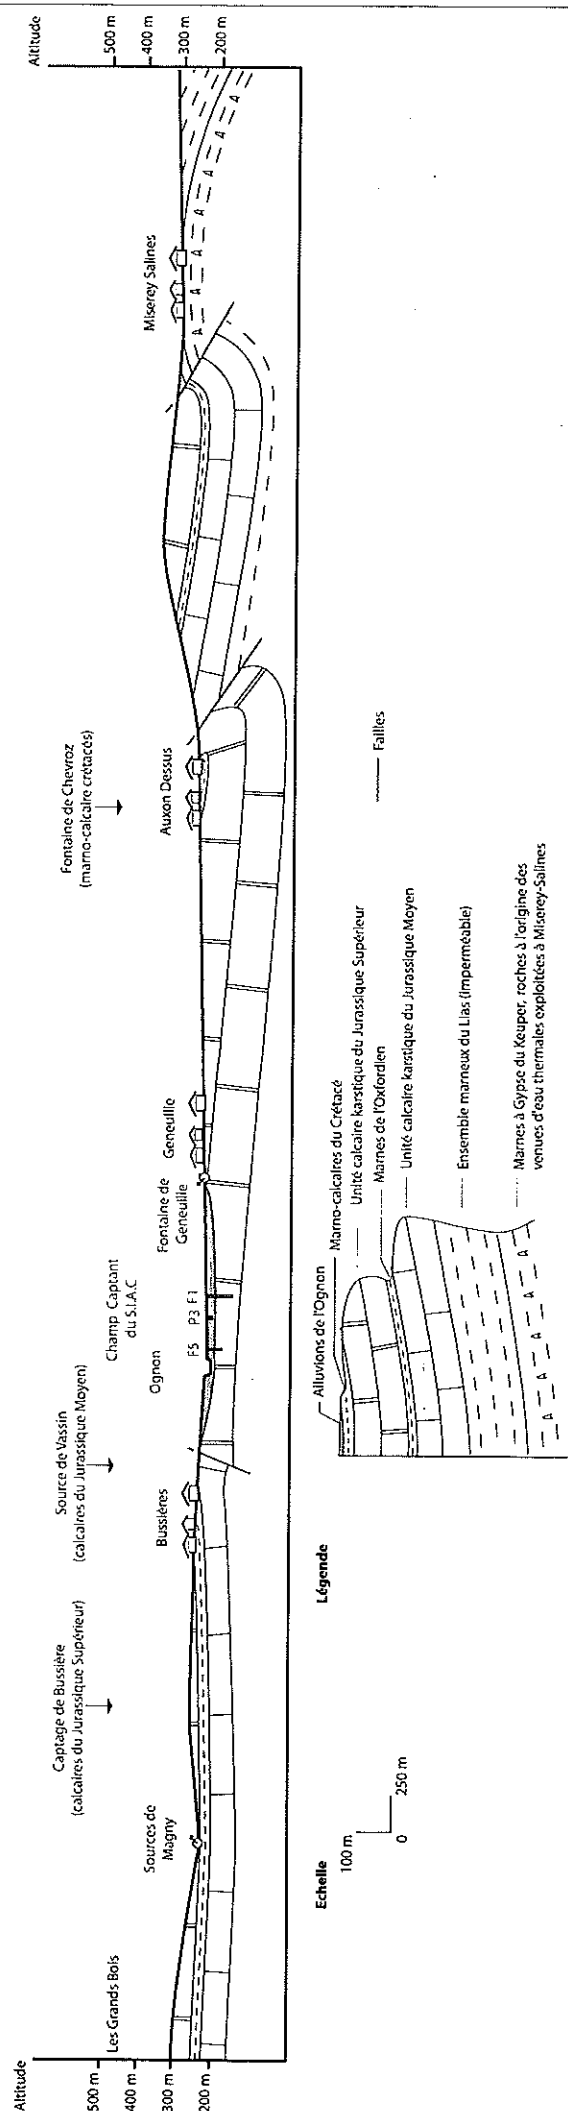 Altitude
500 m
400 m
300 m
200 m
Les Grands Bois
Sources de
Magny
Captage de Bussière
(calcaires du Jurassique Supérieur)
Bussières
Source de Vassin
(calcaires du Jurassique Moyen)
Ognon
Champ Captant
du S.I.A.C
F5
P3
F1
Fontaine de
Geneuille
Geneuille
Auxon Dessus
Fontaine de Chevroz
(marno-calcaire crétacés)
Miserey Salines
Altitude
500 m
400 m
300 m
200 m
Echelle
100 m
0
250 m
Légende
Alluvions de l'Ognon
Marno-calcaires du Crétacé
Unité calcaire karstique du Jurassique Supérieur
Marnes de l'Oxfordien
Unité calcaire karstique du Jurassique Moyen
Ensemble marneux du Lias (imperméable)
Marnes à Gypse du Keuper, roches à l'origine des
venues d'eau thermales exploitées à Miserey-Salines
Failles